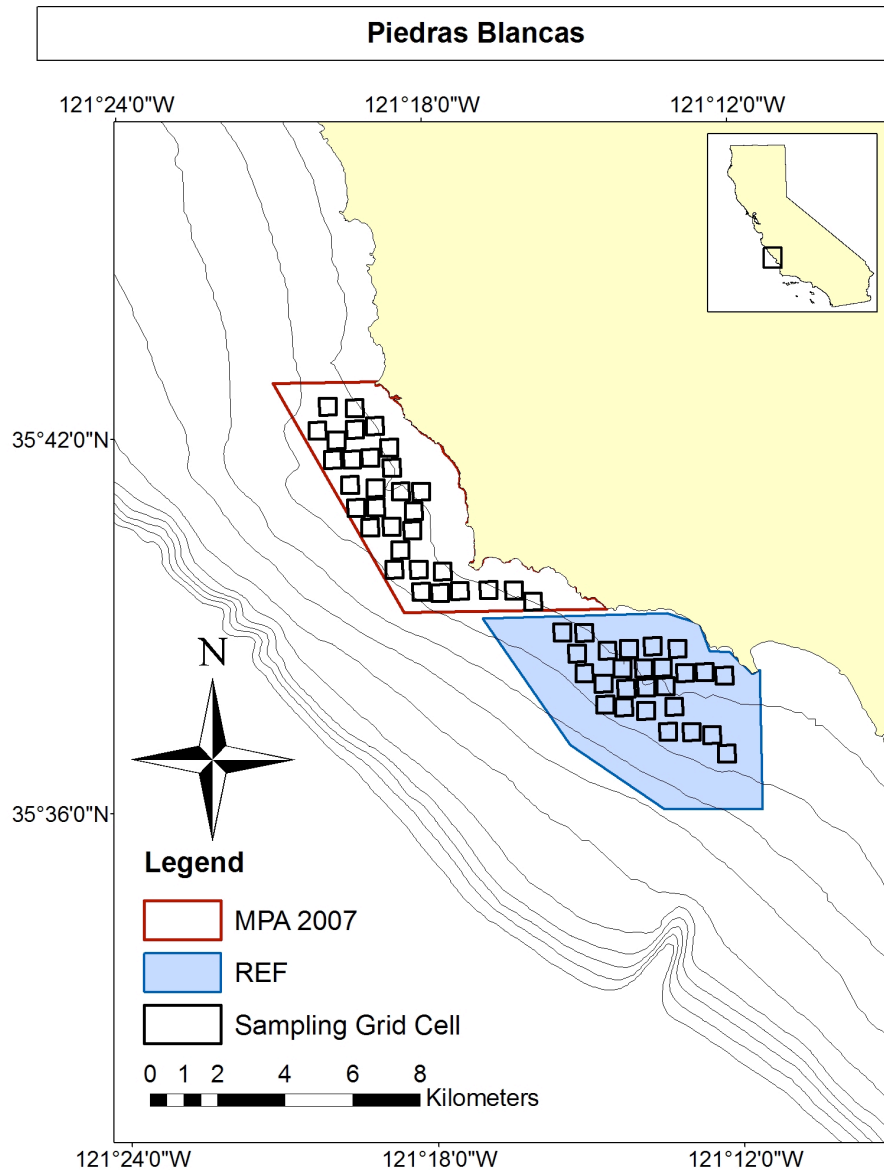 Piedras Blancas
121°24'0"W 121°18'0"W 121°12'0"W
35°42'0"N
N
35°36'0"N
Legend
MPA 2007
REF
Sampling Grid Cell
0 1 2 4 6 8
Kilometers
121°24'0"W 121°18'0"W 121°12'0"W